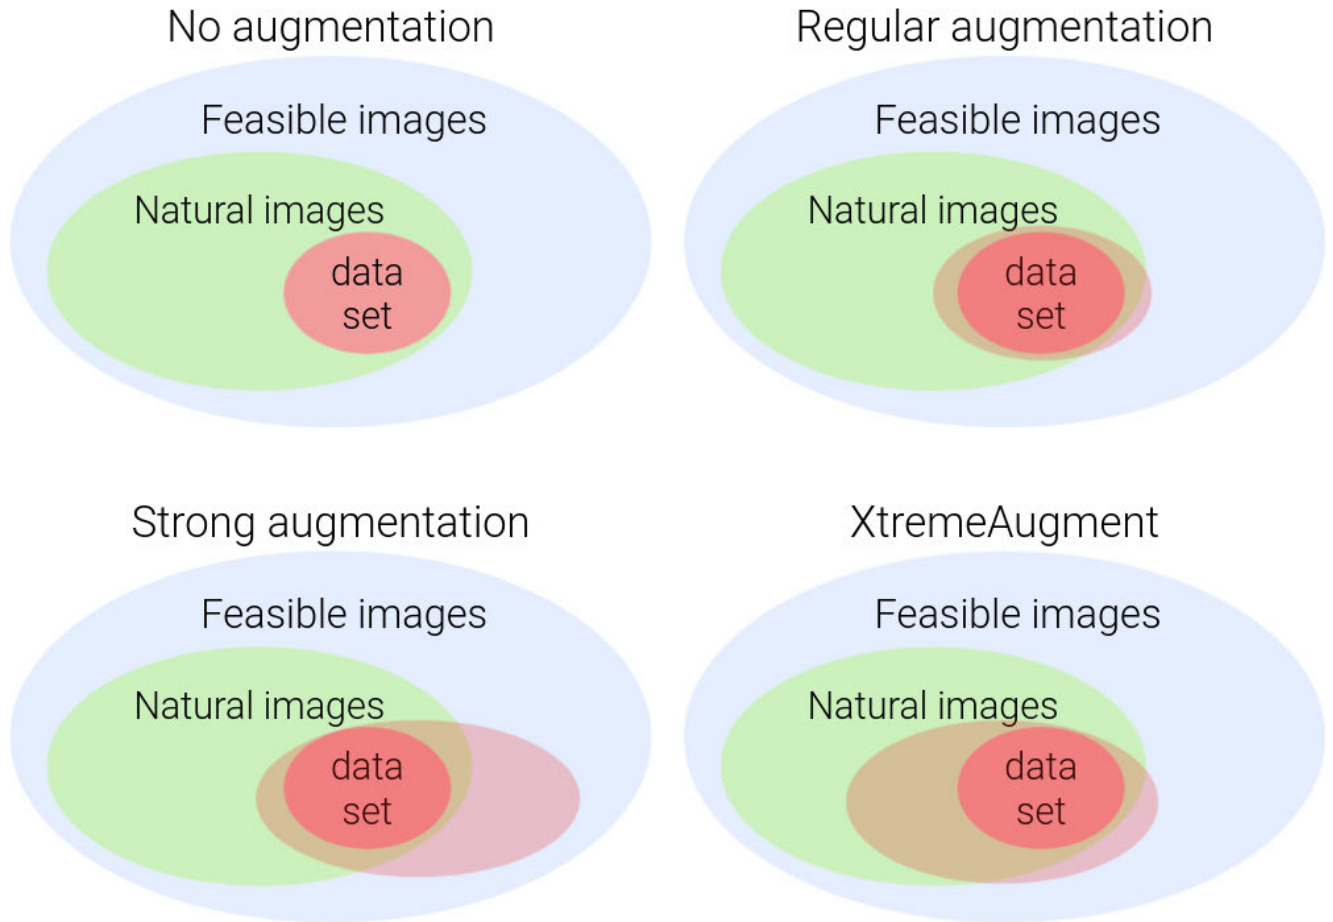 No augmentation
Feasible images
Natural images
data
set
Regular augmentation
Feasible images
Natural images
data
set
Strong augmentation
Feasible images
Natural images
data
set
XtremeAugment
Feasible images
Natural images
data
set